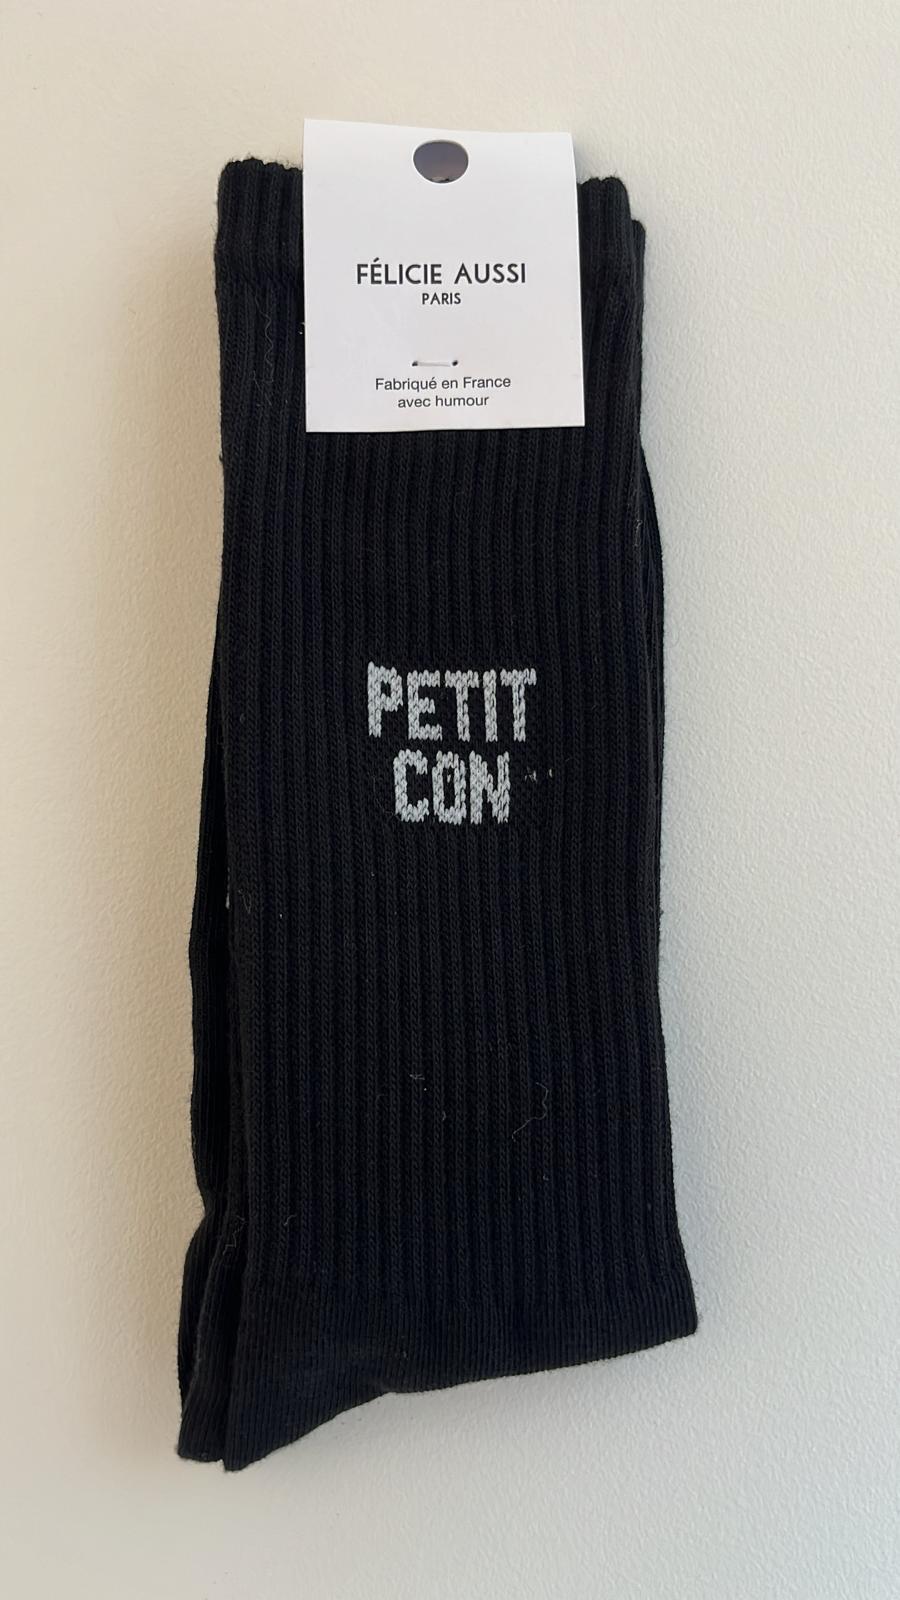 FÉLICIE AUSSI
PARIS
Fabriqué en France
avec humour
PETIT
CON